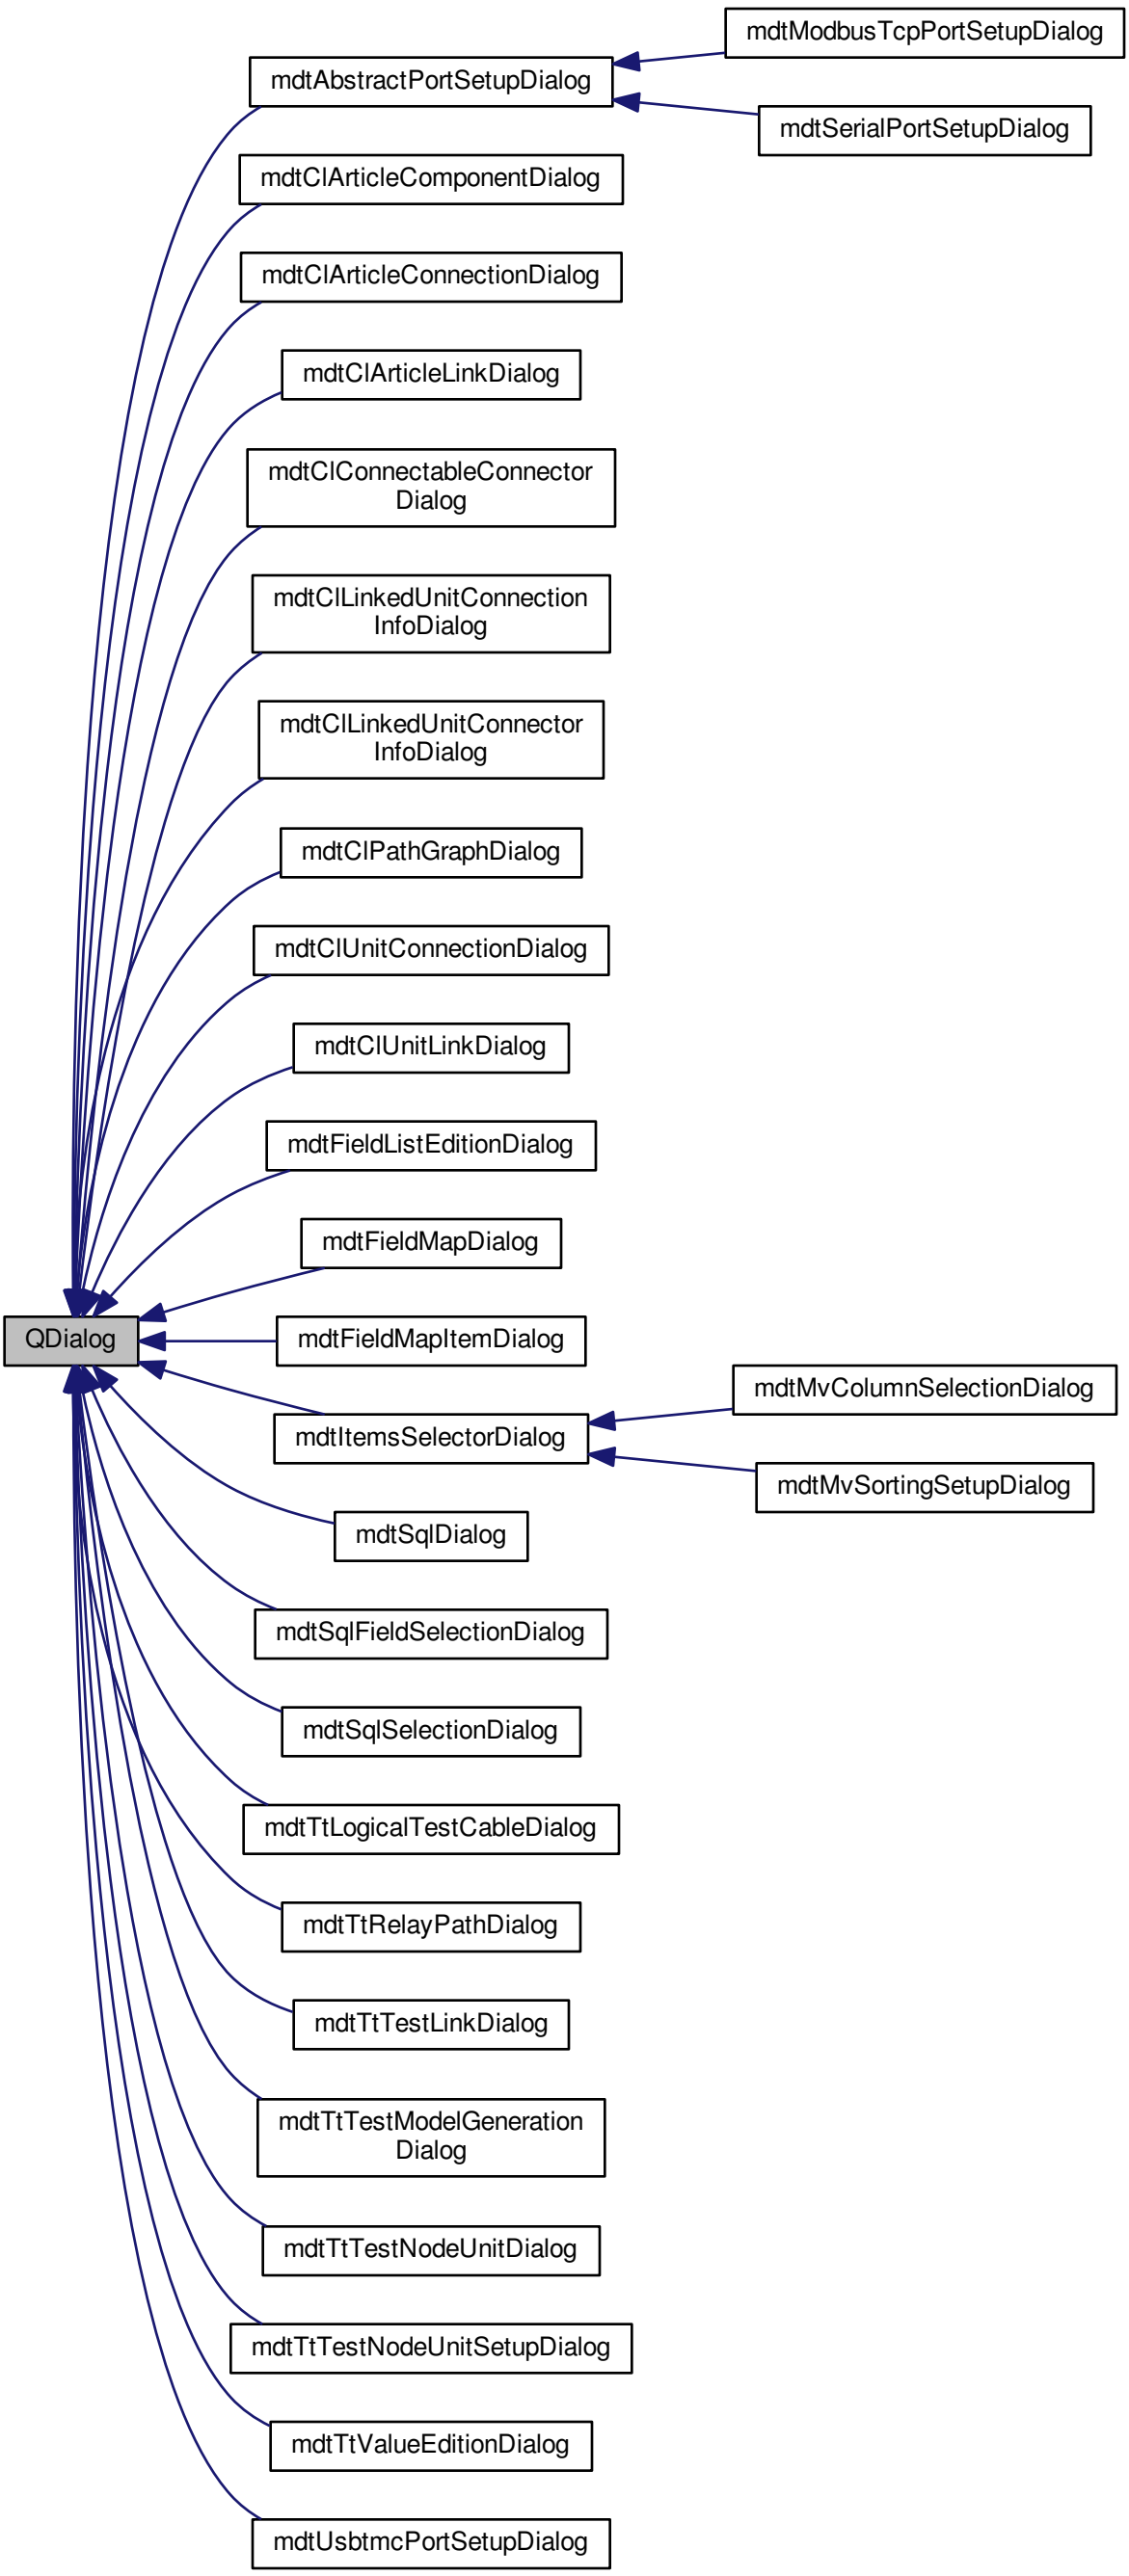 mdtModbusTcpPortSetupDialog
mdtAbstractPortSetupDialog
mdtSerialPortSetupDialog
mdtClArticleComponentDialog
mdtClArticleConnectionDialog
mdtClArticleLinkDialog
mdtClConnectableConnector
Dialog
mdtClLinkedUnitConnection
InfoDialog
mdtClLinkedUnitConnector
InfoDialog
mdtClPathGraphDialog
mdtClUnitConnectionDialog
mdtClUnitLinkDialog
mdtFieldListEditionDialog
mdtFieldMapDialog
QDialog
mdtFieldMapItemDialog
mdtMvColumnSelectionDialog
mdtItemsSelectorDialog
mdtMvSortingSetupDialog
mdtSqlDialog
mdtSqlFieldSelectionDialog
mdtSqlSelectionDialog
mdtTtLogicalTestCableDialog
mdtTtRelayPathDialog
mdtTtTestLinkDialog
mdtTtTestModelGeneration
Dialog
mdtTtTestNodeUnitDialog
mdtTtTestNodeUnitSetupDialog
mdtTtValueEditionDialog
mdtUsbtmcPortSetupDialog